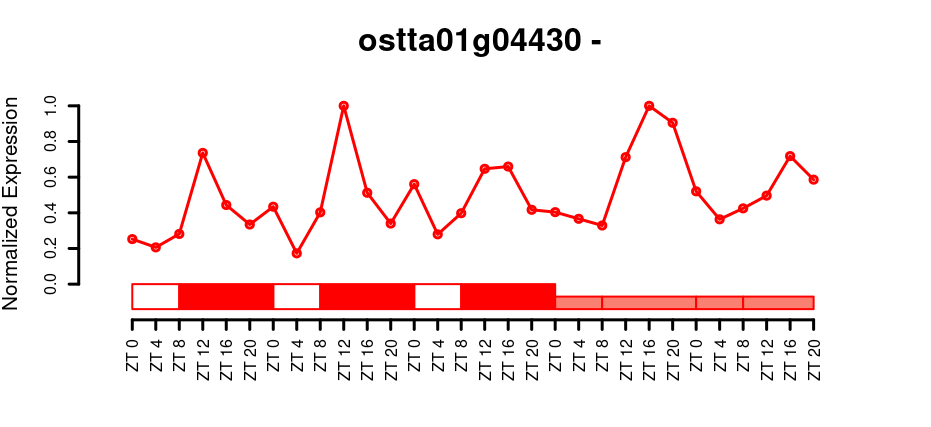 ostta01g04430 -
Normalized Expression
0.0 0.2 0.4 0.6 0.8 1.0
ZT 0 ZT 4 ZT 8 ZT 12 ZT 16 ZT 20 ZT 0 ZT 4 ZT 8 ZT 12 ZT 16 ZT 20 ZT 0 ZT 4 ZT 8 ZT 12 ZT 16 ZT 20 ZT 0 ZT 4 ZT 8 ZT 12 ZT 16 ZT 20 ZT 0 ZT 4 ZT 8 ZT 12 ZT 16 ZT 20